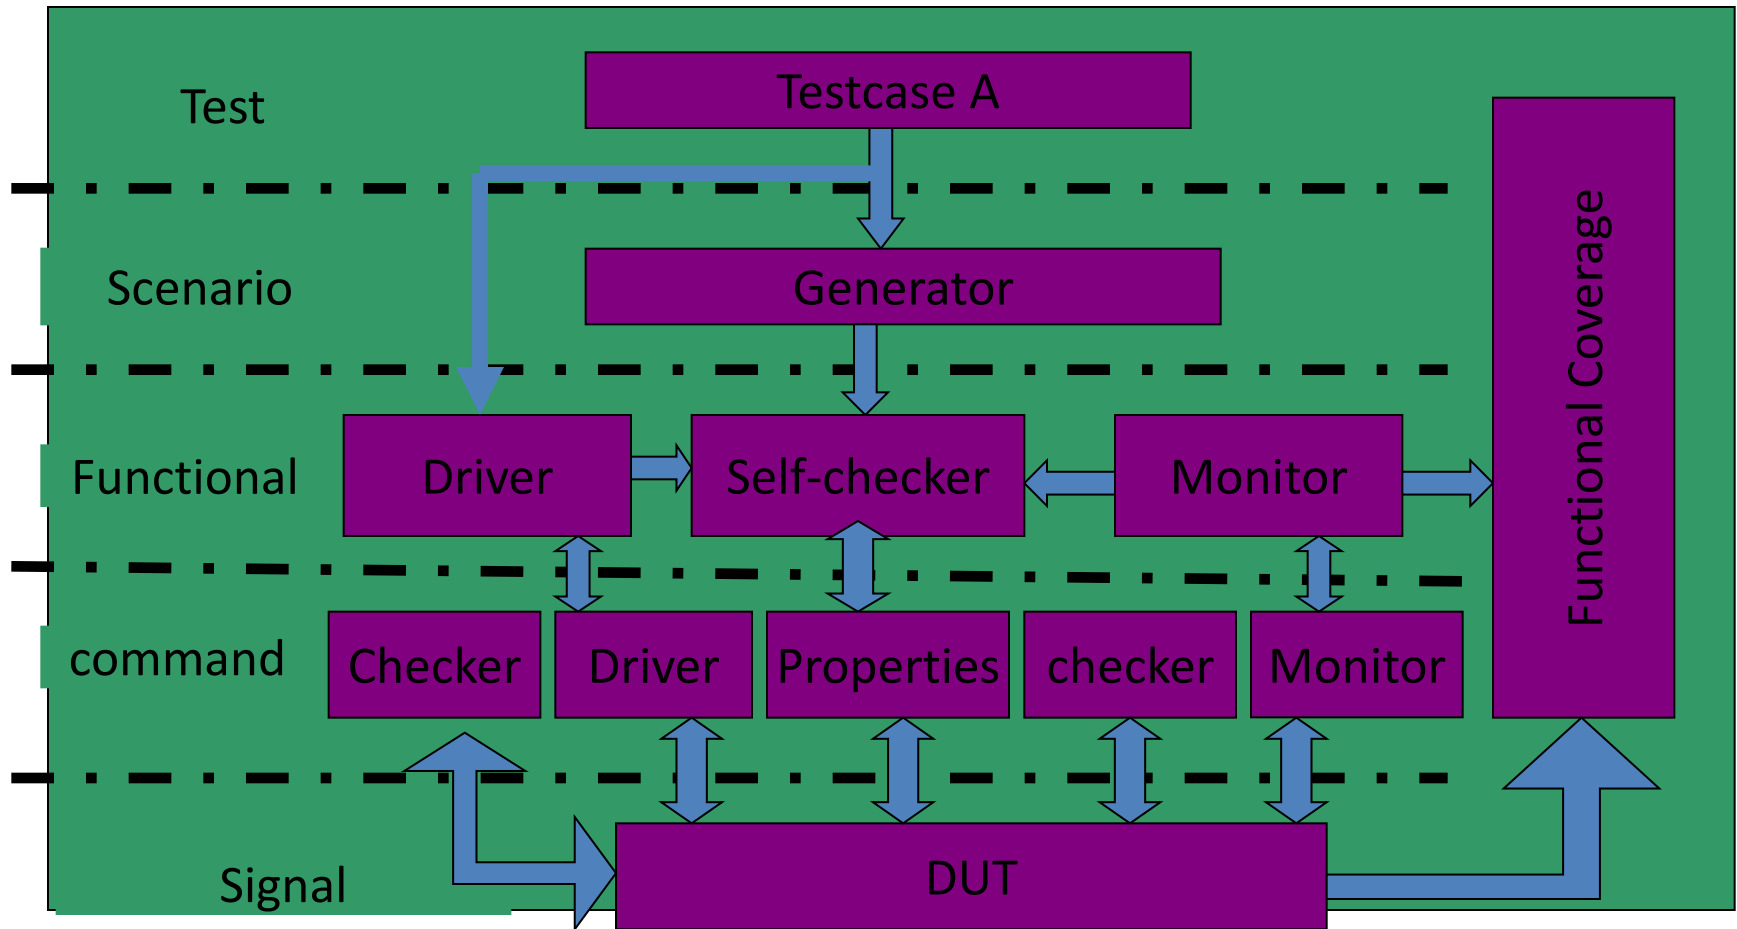 Test
Testcase A
Scenario
Generator
Functional
Driver
Self-checker
Monitor
Functional Coverage
command
Checker
Driver
Properties
checker
Monitor
Signal
DUT